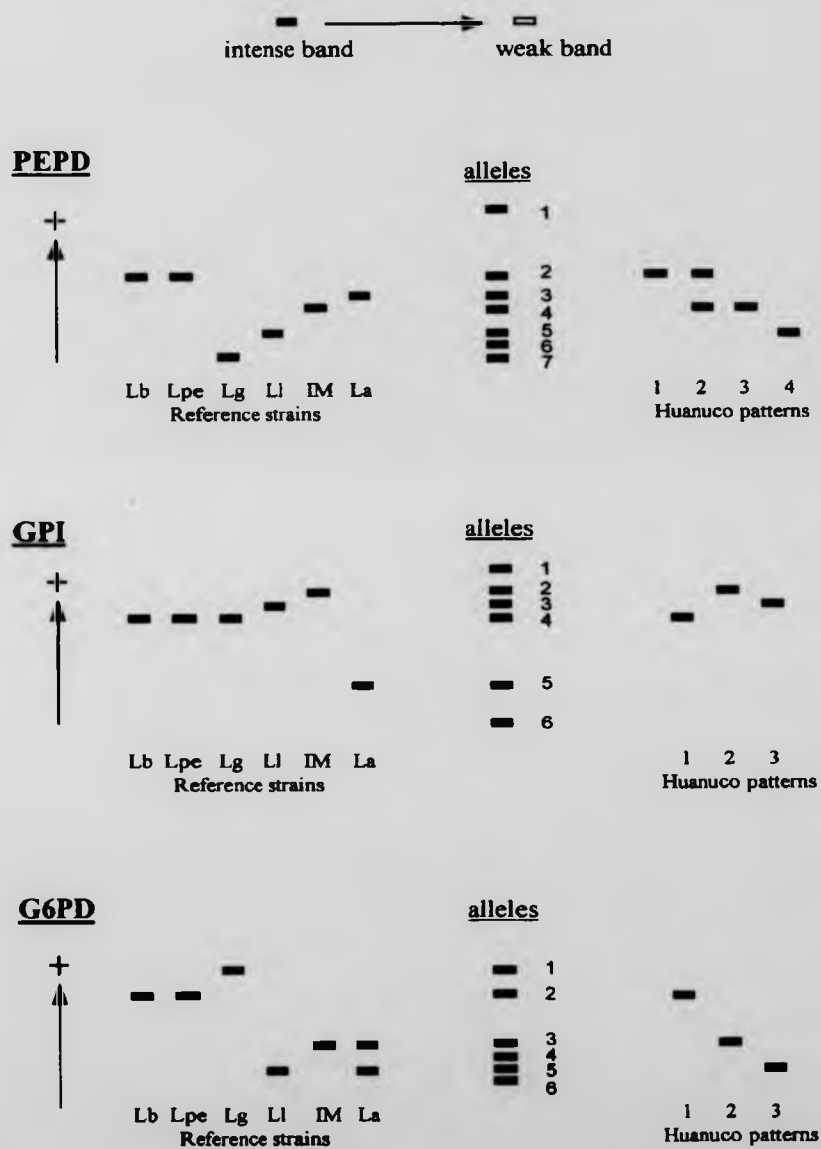 intense band weak band
PEPD
alleles
+
1
2
3
4
5
6
7
Lb Lpe Lg Ll IM La
Reference strains
1 2 3 4
Huanuco patterns
GPI
alleles
+
1
2
3
4
5
6
Lb Lpe Lg Ll IM La
Reference strains
1 2 3
Huanuco patterns
G6PD
alleles
+
1
2
3
4
5
6
Lb Lpe Lg Ll IM La
Reference strains
1 2 3
Huanuco patterns